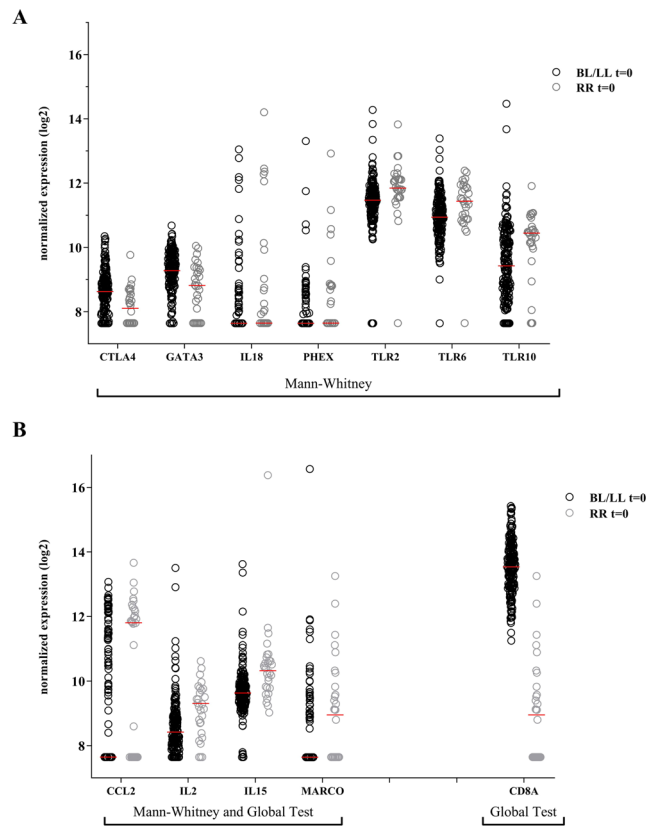 A
16
14
12
10
8
normalized expression (log2)
BL/LL t=0
RR t=0
CTLA4 GATA3 IL18 PHEX TLR2 TLR6 TLR10
Mann-Whitney
B
16
14
12
10
8
normalized expression (log2)
BL/LL t=0
RR t=0
CCL2 IL2 IL15 MARCO CD8A
Mann-Whitney and Global Test Global Test